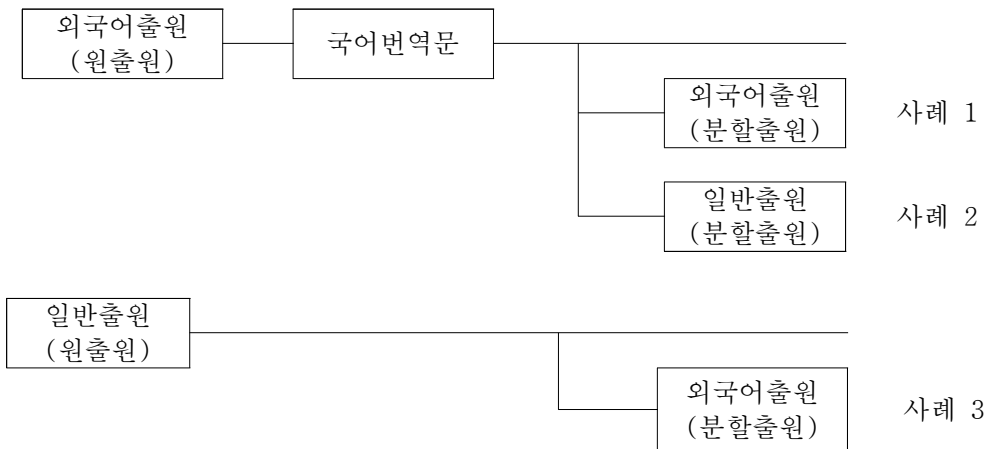 외국어출원
(원출원)
국어번역문
외국어출원
(분할출원)
사례 1
일반출원
(분할출원)
사례 2
일반출원
(원출원)
외국어출원
(분할출원)
사례 3